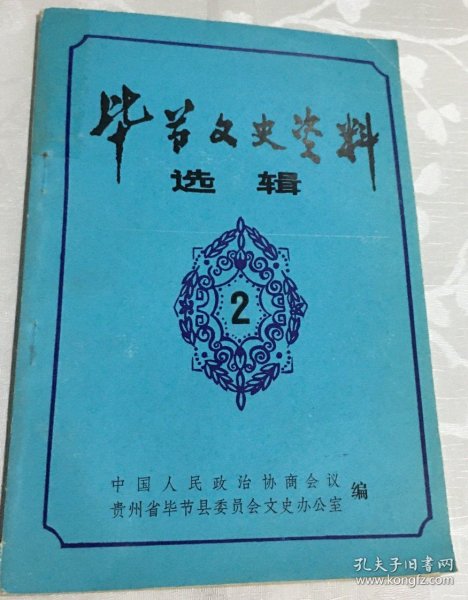 毕节文史资料
选辑
2
中国人民政治协商会议
贵州省毕节县委员会文史办公室
编
孔夫子旧书网
www.kongfz.com